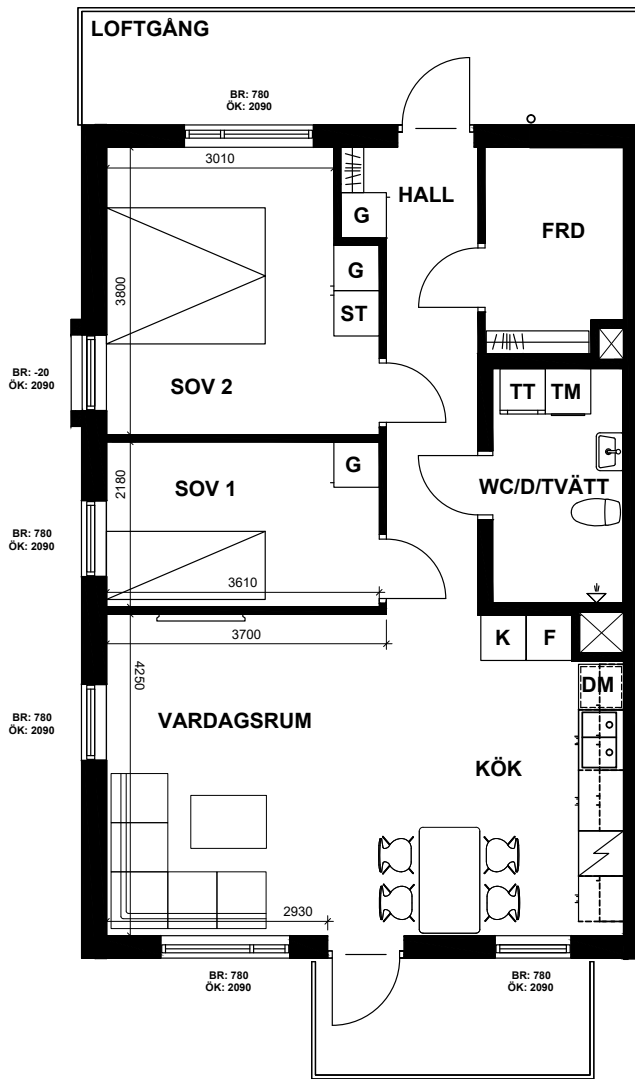 LOFTGÅNG
BR: 780
ÖK: 2090
3010
HALL
G
FRD
G
3800
ST
BR: -20
ÖK: 2090
SOV 2
TT
TM
G
SOV 1
2180
WC/D/TVÄTT
BR: 780
ÖK: 2090
3610
3700
K
F
4250
DM
BR: 780
ÖK: 2090
VARDAGSRUM
KÖK
2930
BR: 780
ÖK: 2090
BR: 780
ÖK: 2090